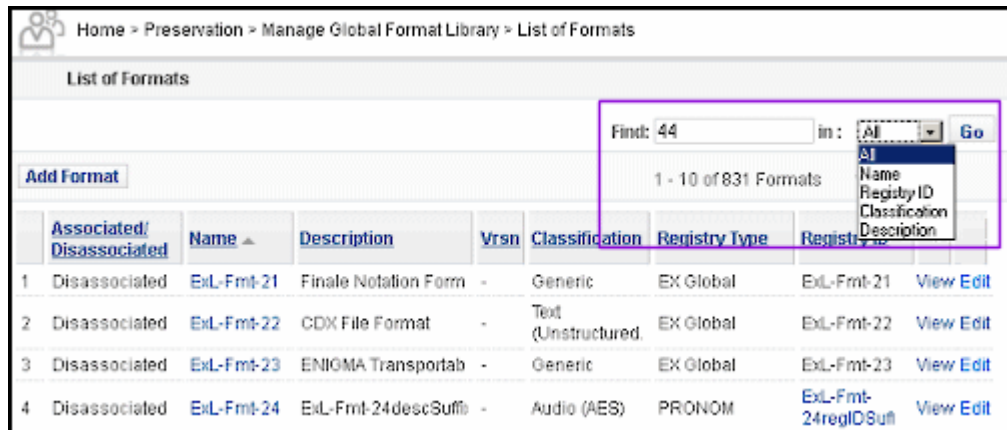 Home > Preservation > Manage Global Format Library > List of Formats
List of Formats
Find: 44 in : All Go
All
Name
Registry ID
Classification
Description
Add Format 1 - 10 of 831 Formats
Associated/ Disassociated Name Description Vrsn Classification Registry Type
1 Disassociated ExL-Fmt-21 Finale Notation Form - Generic EX Global ExL-Fmt-21 View Edit
2 Disassociated ExL-Fmt-22 CDX File Format - Text (Unstructured. EX Global ExL-Fmt-22 View Edit
3 Disassociated ExL-Fmt-23 ENIGMA Transportab - Generic EX Global ExL-Fmt-23 View Edit
4 Disassociated ExL-Fmt-24 ExL-Fmt-24descSuffi - Audio (AES) PRONOM ExL-Fmt-24regIDSuf View Edit